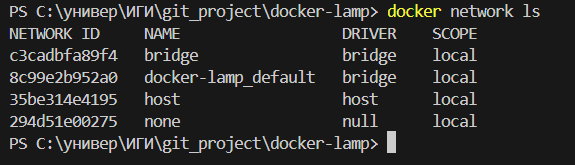 PS C:\универ\ИГИ\git_project\docker-lamp> docker network ls
NETWORK ID NAME DRIVER SCOPE
c3cadbfa89f4 bridge bridge local
8c99e2b952a0 docker-lamp_default bridge local
35be314e4195 host host local
294d51e00275 none null local
PS C:\универ\ИГИ\git_project\docker-lamp>